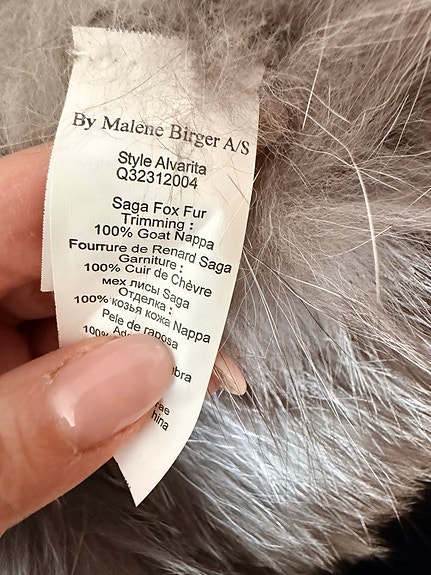 By Malene Birger A/S
Style Alvarita
Q32312004
Saga Fox Fur
Trimming :
100% Goat Nappa
Fourrure de Renard Saga
Garniture :
100% Cuir de Chèvre
мех лисы Saga
Отделка :
100% козья кожа Nappa
Pele de raposa
100%